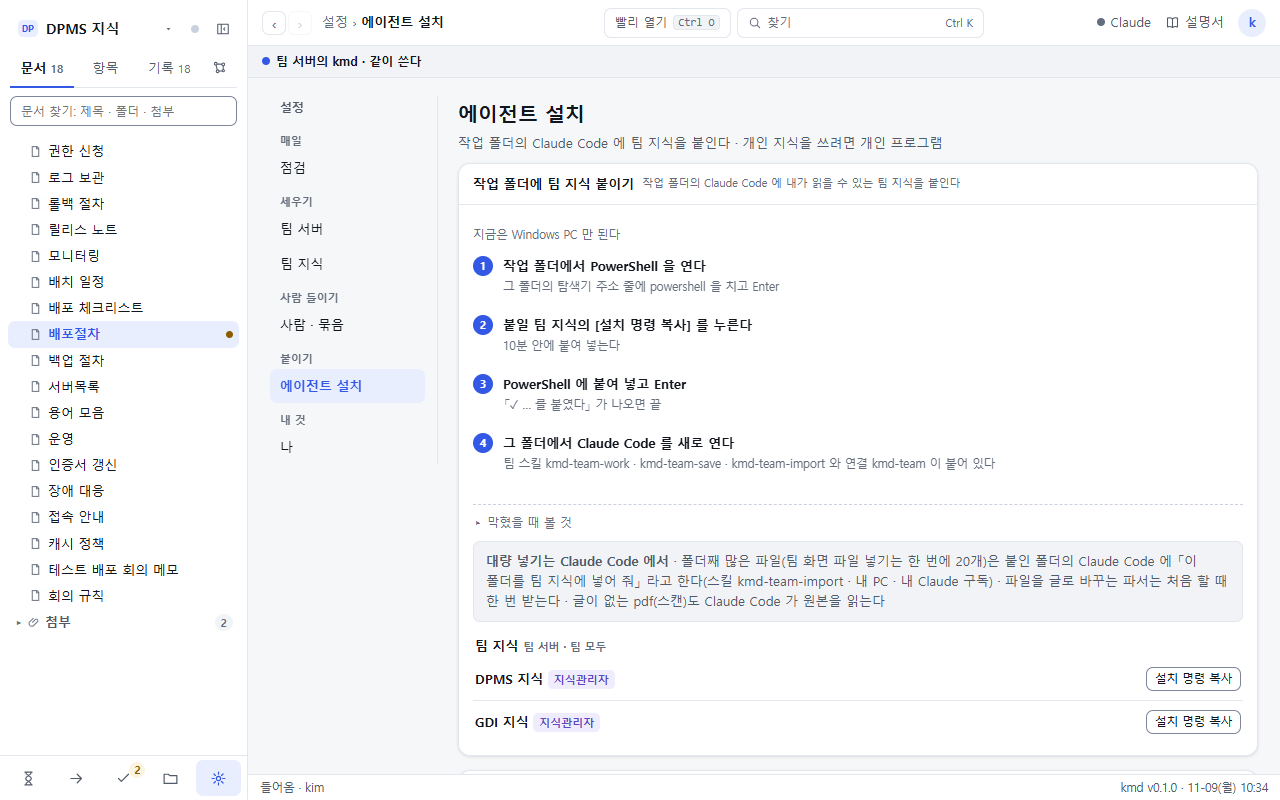 DP DPMS 지식
문서 18 항목 기록 18
문서 찾기: 제목 · 폴더 · 첨부
권한 신청
로그 보관
롤백 절차
릴리스 노트
모니터링
배치 일정
배포 체크리스트
배포절차
백업 절차
서버목록
용어 모음
운영
인증서 갱신
장애 대응
접속 안내
캐시 정책
테스트 배포 회의 메모
회의 규칙
첨부 2
2
설정 › 에이전트 설치
빨리 열기 Ctrl O
찾기 Ctrl K
Claude
설명서
k
팀 서버의 kmd · 같이 쓴다
설정
매일
점검
세우기
팀 서버
팀 지식
사람 들이기
사람 · 묶음
붙이기
에이전트 설치
내 것
나
에이전트 설치
작업 폴더의 Claude Code 에 팀 지식을 붙인다 · 개인 지식을 쓰려면 개인 프로그램
작업 폴더에 팀 지식 붙이기 작업 폴더의 Claude Code 에 내가 읽을 수 있는 팀 지식을 붙인다
지금은 Windows PC 만 된다
1 작업 폴더에서 PowerShell 을 연다
그 폴더의 탐색기 주소 줄에 powershell 을 치고 Enter
2 붙일 팀 지식의 [설치 명령 복사] 를 누른다
10분 안에 붙여 넣는다
3 PowerShell 에 붙여 넣고 Enter
「✓ ... 를 붙였다」 가 나오면 끝
4 그 폴더에서 Claude Code 를 새로 연다
팀 스킬 kmd-team-work · kmd-team-save · kmd-team-import 와 연결 kmd-team 이 붙어 있다
막혔을 때 볼 것
대량 넣기는 Claude Code 에서 · 폴더째 많은 파일(팀 화면 파일 넣기는 한 번에 20개)은 붙인 폴더의 Claude Code 에 「이
폴더를 팀 지식에 넣어 줘」 라고 한다(스킬 kmd-team-import · 내 PC · 내 Claude 구독) · 파일을 글로 바꾸는 파서는 처음 할 때
한 번 받는다 · 글이 없는 pdf(스캔)도 Claude Code 가 원본을 읽는다
팀 지식 팀 서버 · 팀 모두
DPMS 지식 지식관리자 설치 명령 복사
GDI 지식 지식관리자 설치 명령 복사
들어옴 · kim
kmd v0.1.0 · 11-09(월) 10:34